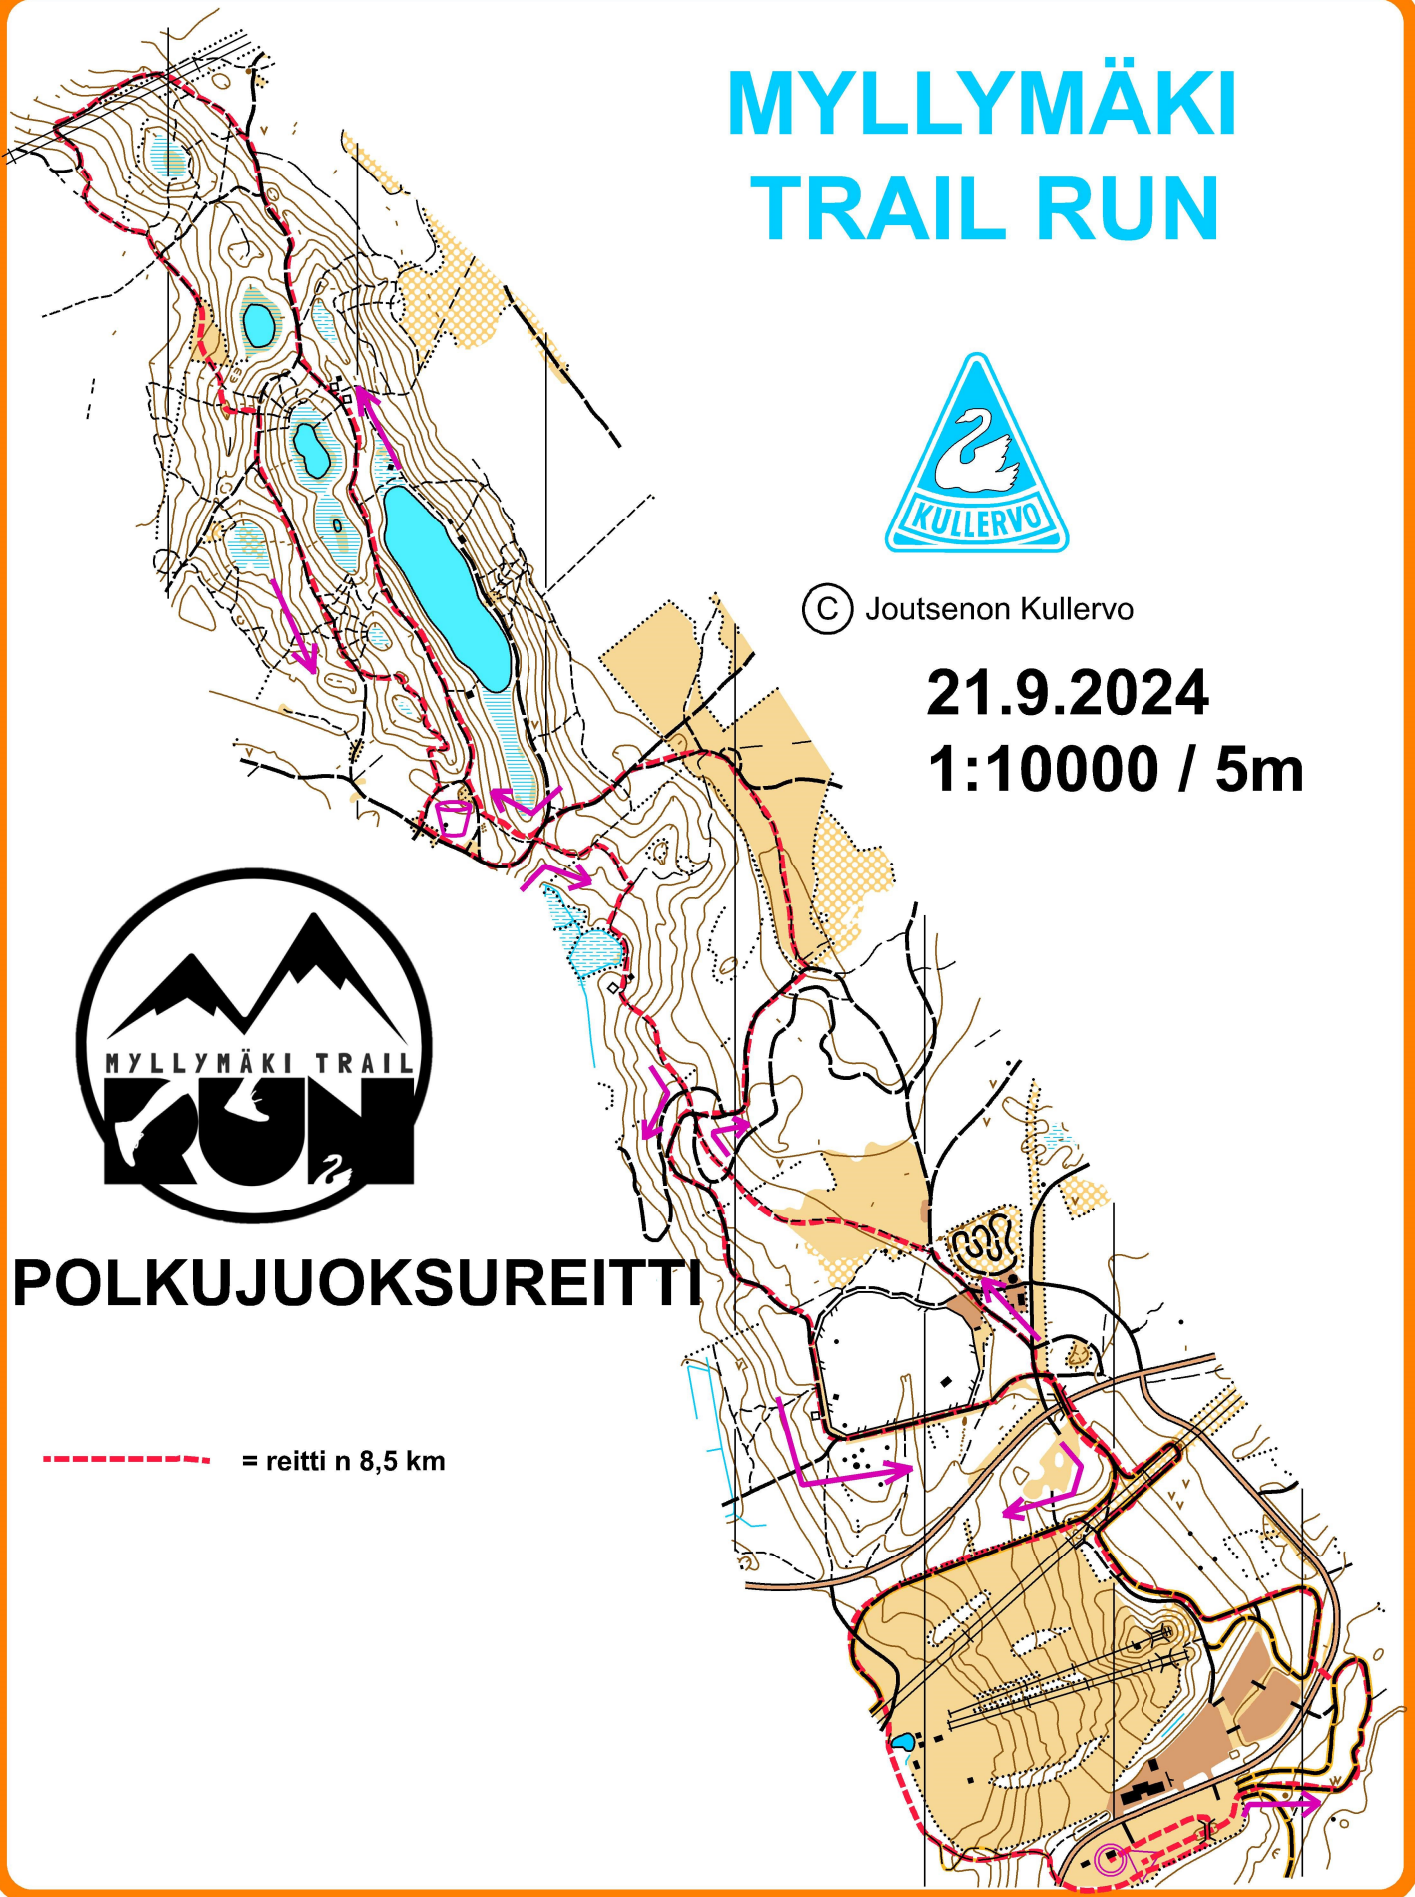 MYLLYMÄKI
TRAIL RUN
KULLERVO
C Joutsenon Kullervo
21.9.2024
1:10000 / 5m
MYLLYMÄKI TRAIL
RUN
POLKUJUOKSUREITTI
= reitti n 8,5 km